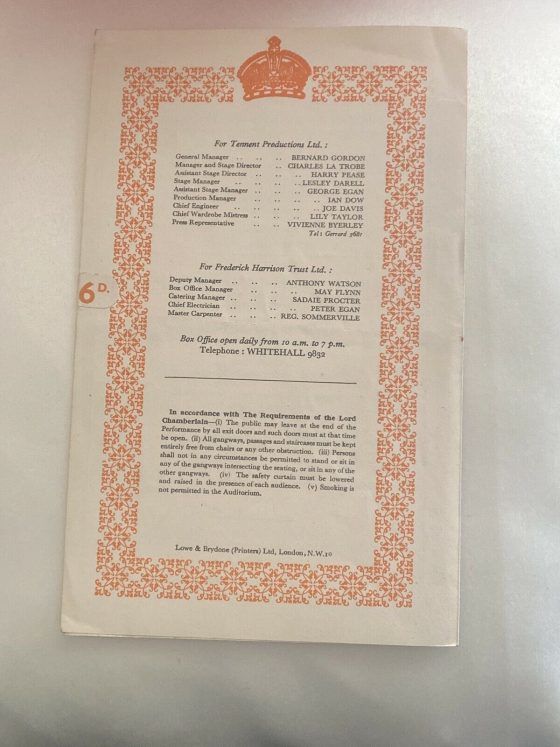 For Tennent Productions Ltd. :
General Manager .. .. .. BERNARD GORDON
Manager and Stage Director .. CHARLES LA TROBE
Assistant Stage Director .. .. .. HARRY PEASE
Stage Manager .. .. .. LESLEY DARELL
Assistant Stage Manager .. .. .. GEORGE EGAN
Production Manager .. .. .. .. IAN DOW
Chief Engineer .. .. .. .. JOE DAVIS
Chief Wardrobe Mistress .. .. .. LILY TAYLOR
Press Representative .. .. VIVIENNE BYERLEY
Tel : Gerrard 3681
6D.
For Frederick Harrison Trust Ltd. :
Deputy Manager .. .. .. ANTHONY WATSON
Box Office Manager .. .. .. MAY FLYNN
Catering Manager .. .. .. SADAIE PROCTER
Chief Electrician .. .. .. PETER EGAN
Master Carpenter .. .. .. REG. SOMMERVILLE
Box Office open daily from 10 a.m. to 7 p.m.
Telephone : WHITEHALL 9832
In accordance with The Requirements of the Lord
Chamberlain—(i) The public may leave at the end of the
Performance by all exit doors and such doors must at that time
be open. (ii) All gangways, passages and staircases must be kept
entirely free from chairs or any other obstruction. (iii) Persons
shall not in any circumstances be permitted to stand or sit in
any of the gangways intersecting the seating, or sit in any of the
other gangways. (iv) The safety curtain must be lowered
and raised in the presence of each audience. (v) Smoking is
not permitted in the Auditorium.
Lowe & Brydone (Printers) Ltd, London, N.W.10